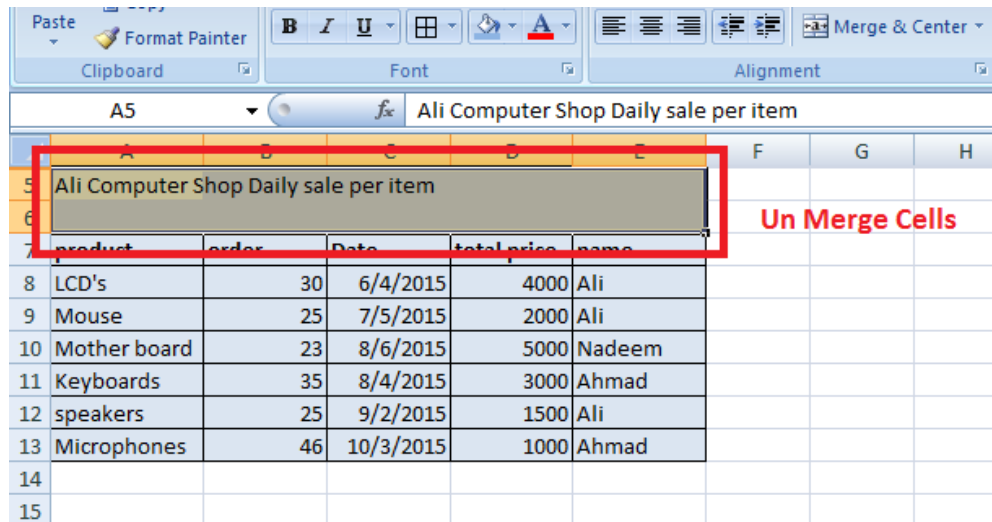 Copy
Paste
Format Painter
B I U A
Merge & Center
Clipboard Font Alignment
A5 fx Ali Computer Shop Daily sale per item
A B C D E F G H
5 Ali Computer Shop Daily sale per item
6 Un Merge Cells
7 product order Date total price name
8 LCD's 30 6/4/2015 4000 Ali
9 Mouse 25 7/5/2015 2000 Ali
10 Mother board 23 8/6/2015 5000 Nadeem
11 Keyboards 35 8/4/2015 3000 Ahmad
12 speakers 25 9/2/2015 1500 Ali
13 Microphones 46 10/3/2015 1000 Ahmad
14
15